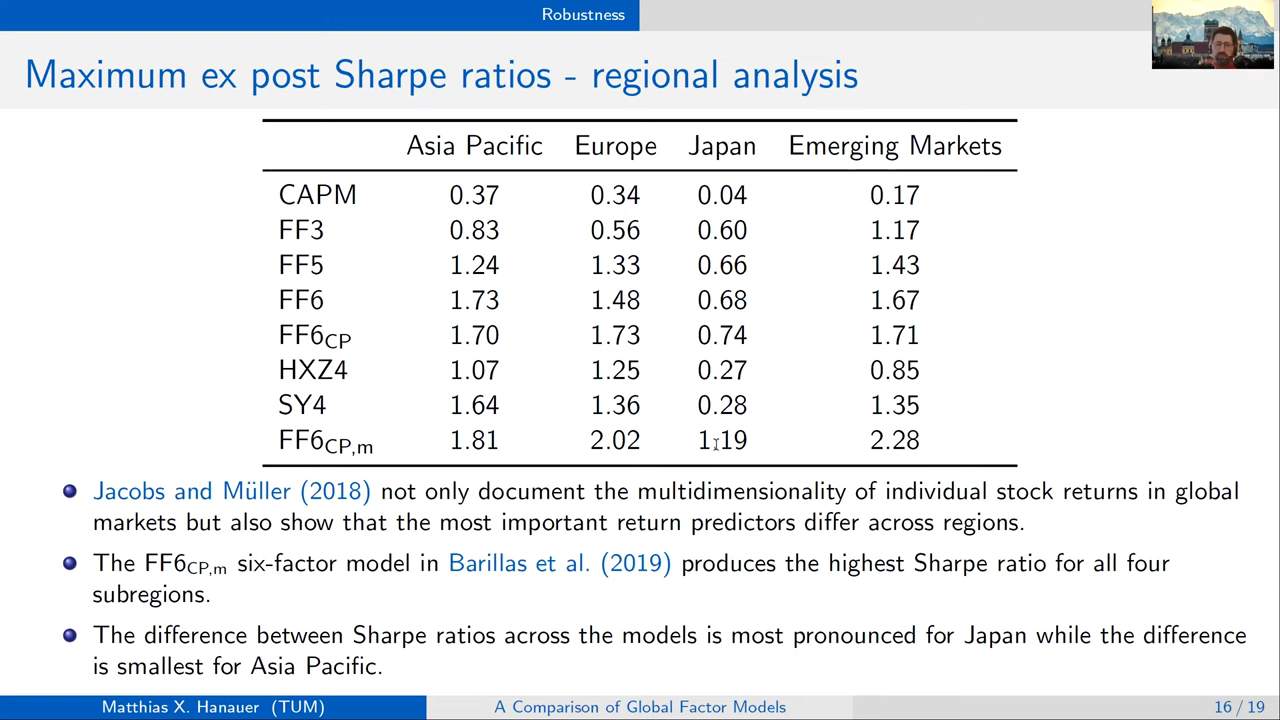 Robustness
Maximum ex post Sharpe ratios - regional analysis
Asia Pacific Europe Japan Emerging Markets
CAPM 0.37 0.34 0.04 0.17
FF3 0.83 0.56 0.60 1.17
FF5 1.24 1.33 0.66 1.43
FF6 1.73 1.48 0.68 1.67
FF6CP 1.70 1.73 0.74 1.71
HXZ4 1.07 1.25 0.27 0.85
SY4 1.64 1.36 0.28 1.35
FF6CP,m 1.81 2.02 1.19 2.28
Jacobs and Müller (2018) not only document the multidimensionality of individual stock returns in global
markets but also show that the most important return predictors differ across regions.
The FF6CP,m six-factor model in Barillas et al. (2019) produces the highest Sharpe ratio for all four
subregions.
The difference between Sharpe ratios across the models is most pronounced for Japan while the difference
is smallest for Asia Pacific.
Matthias X. Hanauer (TUM) A Comparison of Global Factor Models 16 / 19